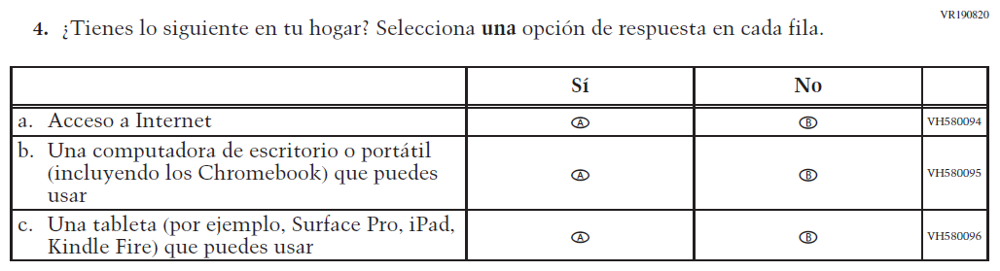 VR190820
4. ¿Tienes lo siguiente en tu hogar? Selecciona una opción de respuesta en cada fila.
Sí No
a. Acceso a Internet A B VH580094
b. Una computadora de escritorio o portátil
(incluyendo los Chromebook) que puedes A B VH580095
usar
c. Una tableta (por ejemplo, Surface Pro, iPad,
Kindle Fire) que puedes usar A B VH580096